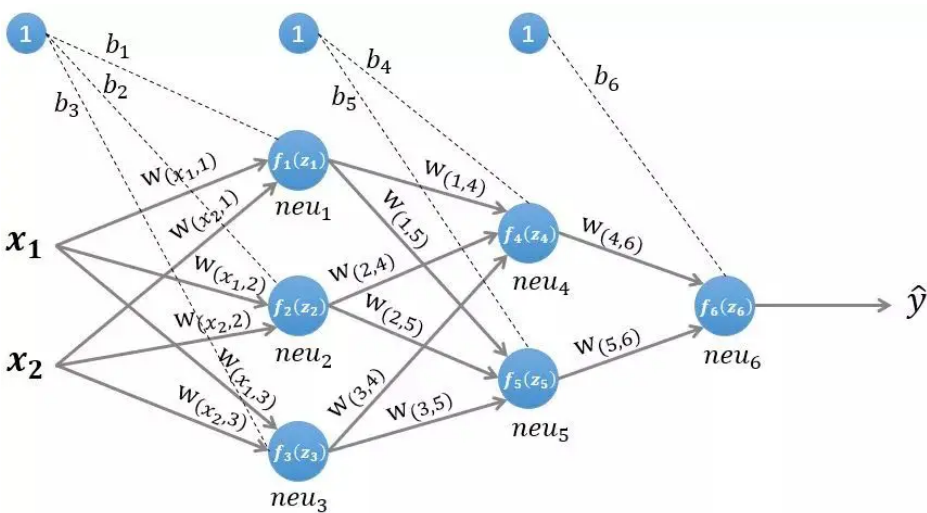 1 1 1
b₁ b₄ b₆
b₂ b₅
b₃
W(x₁,1) f₁(z₁) W(1,4)
W(x₂,1) neu₁ W(1,5)
x₁ f₄(z₄) W(4,6)
W(x₁,2) W(2,4) neu₄
f₂(z₂) f₆(z₆) ŷ
W(x₂,2) W(2,5)
x₂ neu₂ W(5,6) neu₆
W(x₁,3) W(3,4) f₅(z₅)
W(x₂,3) W(3,5) neu₅
f₃(z₃)
neu₃